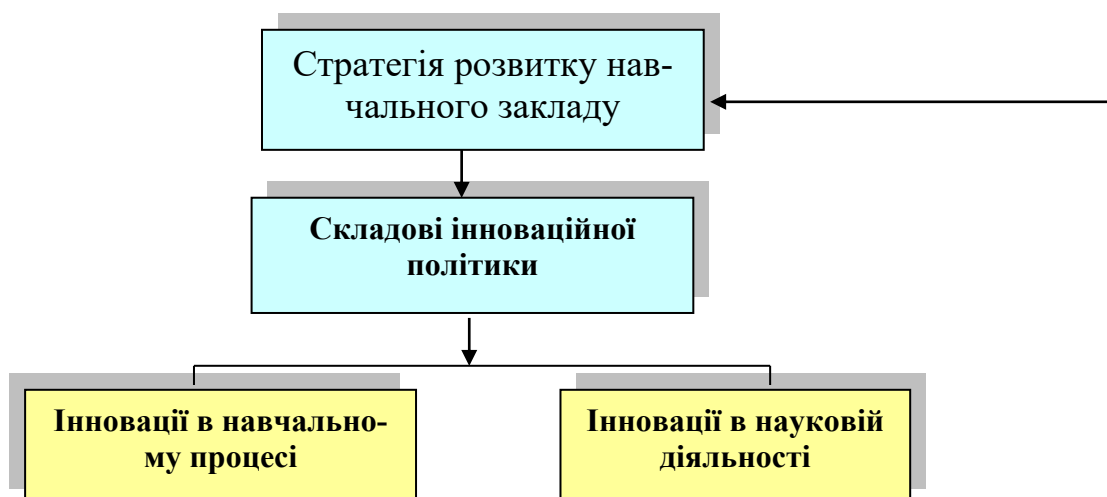 Стратегія розвитку нав-
чального закладу
Складові інноваційної
політики
Інновації в навчально-
му процесі
Інновації в науковій
діяльності